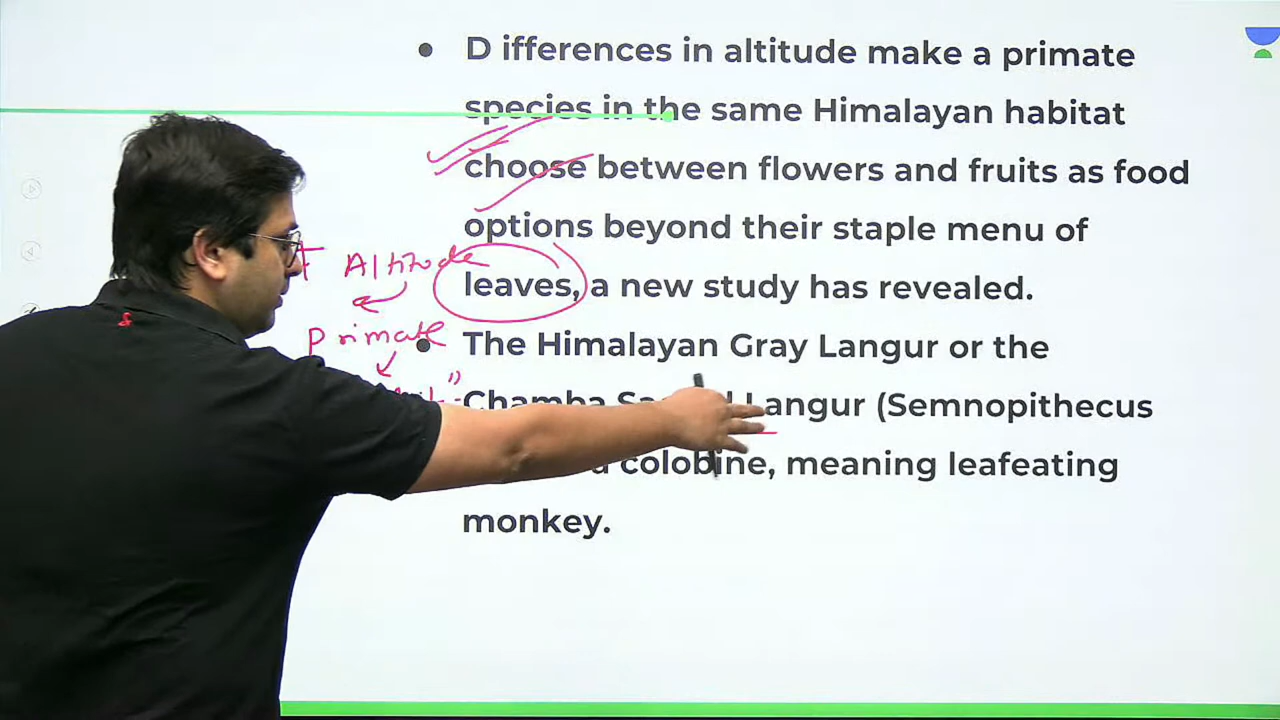 • D ifferences in altitude make a primate
species in the same Himalayan habitat
choose between flowers and fruits as food
options beyond their staple menu of
leaves, a new study has revealed.
Altitude
Primate
• The Himalayan Gray Langur or the
Chamba Langur (Semnopithecus
colobine, meaning leafeating
monkey.